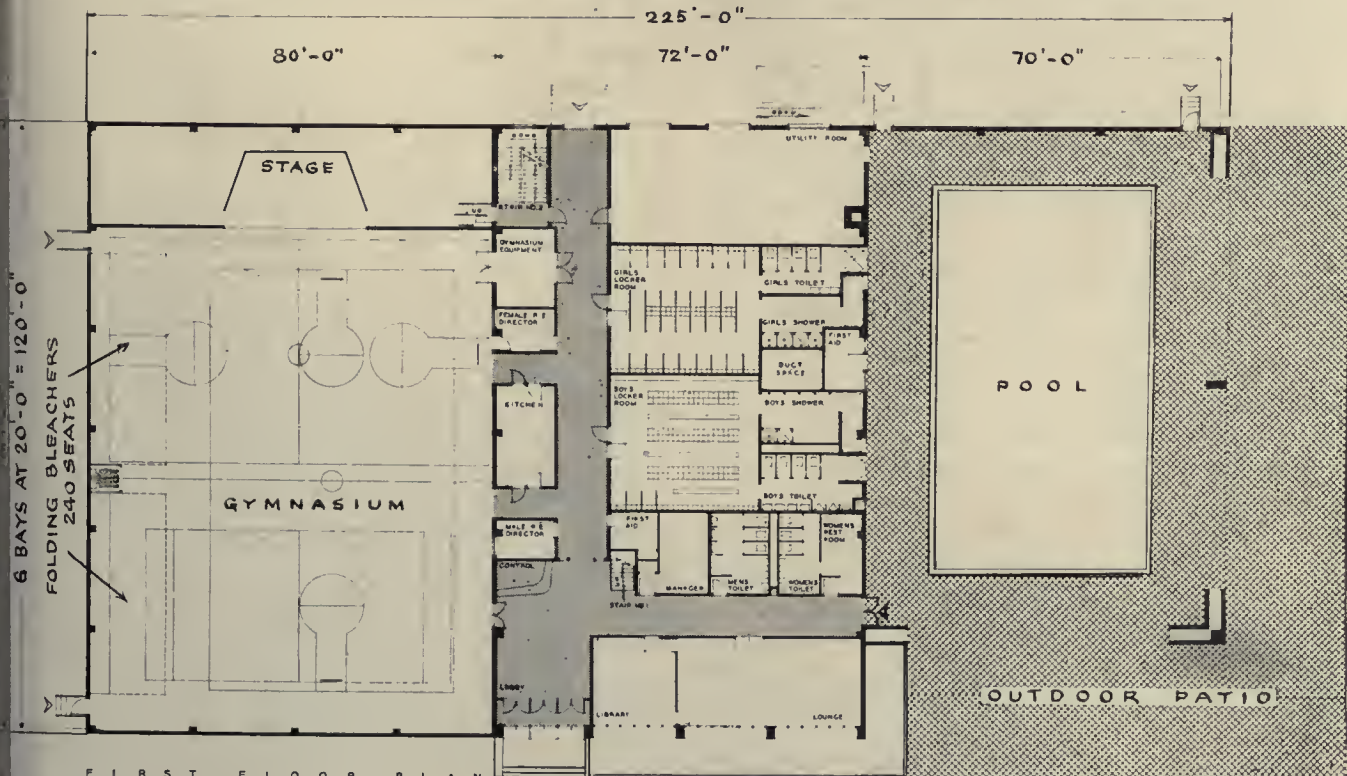 225'-0"
80'-0"
72'-0"
70'-0"
6 BAYS AT 20'-0" = 120'-0"
FOLDING BLEACHERS
240 SEATS
STAGE
DOWN
UP
STAIR NO. 2
UTILITY ROOM
GYMNASIUM
EQUIPMENT
FEMALE P E
DIRECTOR
KITCHEN
GYMNASIUM
MALE P E
DIRECTOR
CONTROL
LOBBY
GIRLS
LOCKER
ROOM
GIRLS TOILET
GIRLS SHOWER
FIRST
AID
DUCT
SPACE
BOYS
LOCKER
ROOM
BOYS SHOWER
BOYS TOILET
FIRST
AID
UP
STAIR NO 1
MANAGER
MENS
TOILET
WOMENS
TOILET
WOMENS
REST
ROOM
LIBRARY
LOUNGE
POOL
OUTDOOR PATIO
FIRST FLOOR PLAN